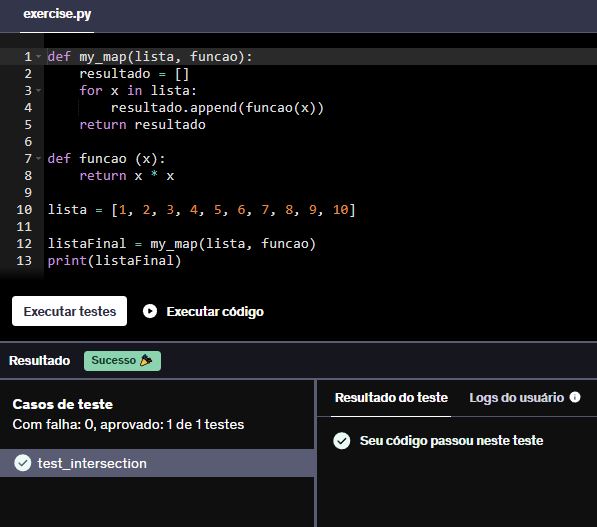 exercise.py
1 def my_map(lista, funcao):
2     resultado = []
3     for x in lista:
4         resultado.append(funcao(x))
5     return resultado
6
7 def funcao (x):
8     return x * x
9
10 lista = [1, 2, 3, 4, 5, 6, 7, 8, 9, 10]
11
12 listaFinal = my_map(lista, funcao)
13 print(listaFinal)
Executar testes Executar código
Resultado Sucesso 🎉
Casos de teste
Com falha: 0, aprovado: 1 de 1 testes
test_intersection
Resultado do teste Logs do usuário
Seu código passou neste teste